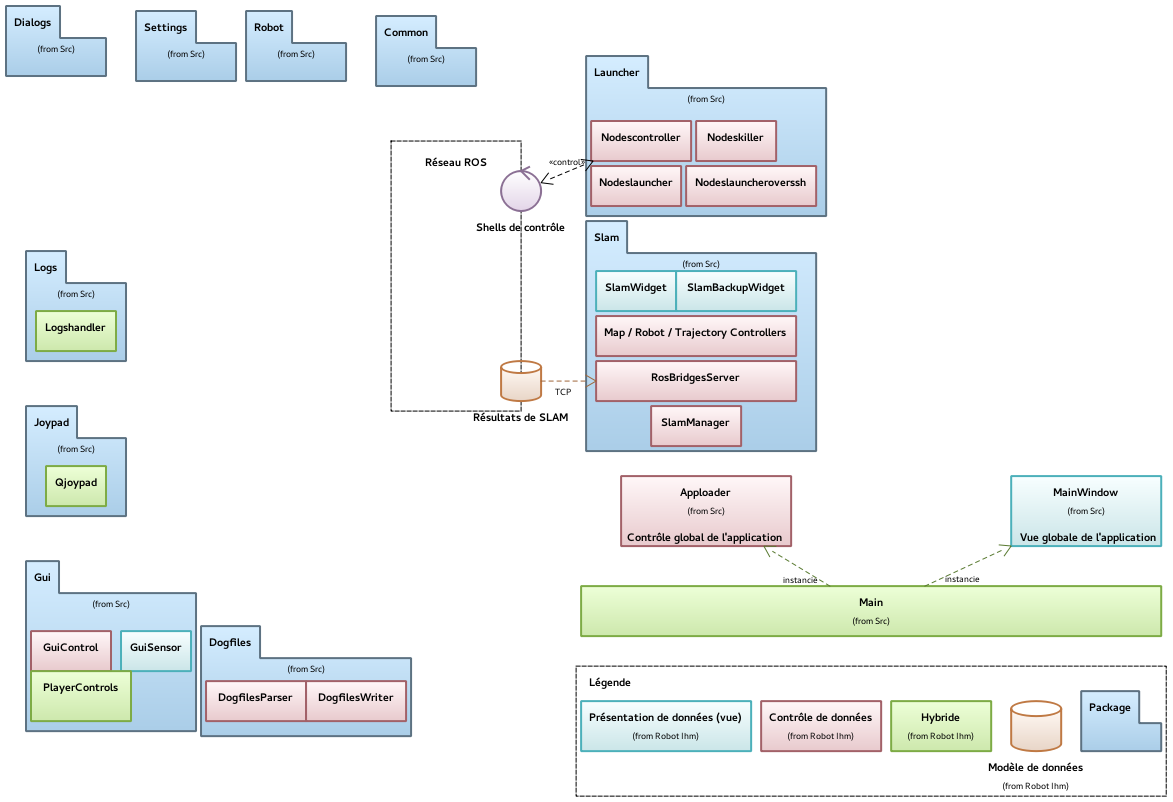 Dialogs
(from Src)
Settings
(from Src)
Robot
(from Src)
Common
(from Src)
Launcher
(from Src)
Nodescontroller
Nodeskiller
Nodeslauncher
Nodeslauncheroverssh
Réseau ROS
«control»
Shells de contrôle
Slam
(from Src)
SlamWidget
SlamBackupWidget
Map / Robot / Trajectory Controllers
RosBridgesServer
SlamManager
TCP
Résultats de SLAM
Logs
(from Src)
Logshandler
Joypad
(from Src)
Qjoypad
Apploader
(from Src)
Contrôle global de l'application
MainWindow
(from Src)
Vue globale de l'application
instancie
instancie
Main
(from Src)
Gui
(from Src)
GuiControl
GuiSensor
PlayerControls
Dogfiles
(from Src)
DogfilesParser
DogfilesWriter
Légende
Présentation de données (vue)
(from Robot Ihm)
Contrôle de données
(from Robot Ihm)
Hybride
(from Robot Ihm)
Modèle de données
(from Robot Ihm)
Package